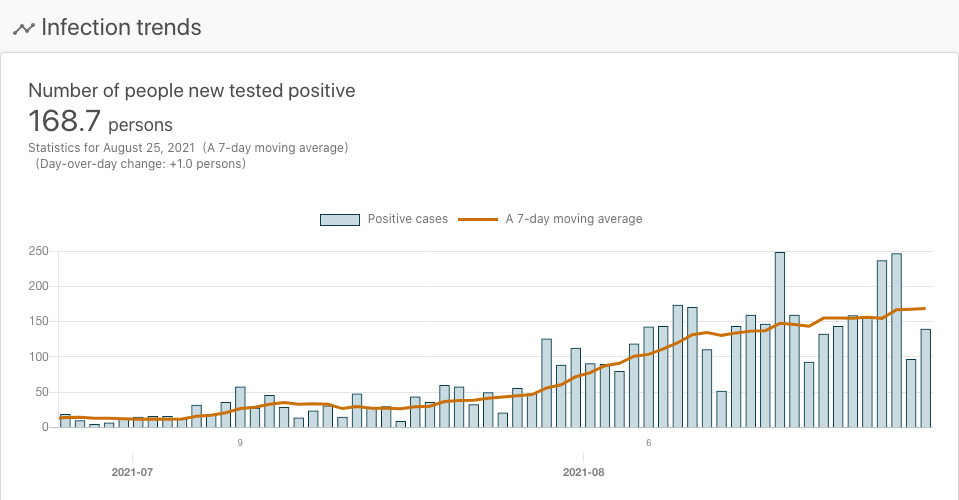 Infection trends
Number of people new tested positive
168.7 persons
Statistics for August 25, 2021 (A 7-day moving average)
(Day-over-day change: +1.0 persons)
Positive cases A 7-day moving average
250
200
150
100
50
0
9 6
2021-07 2021-08